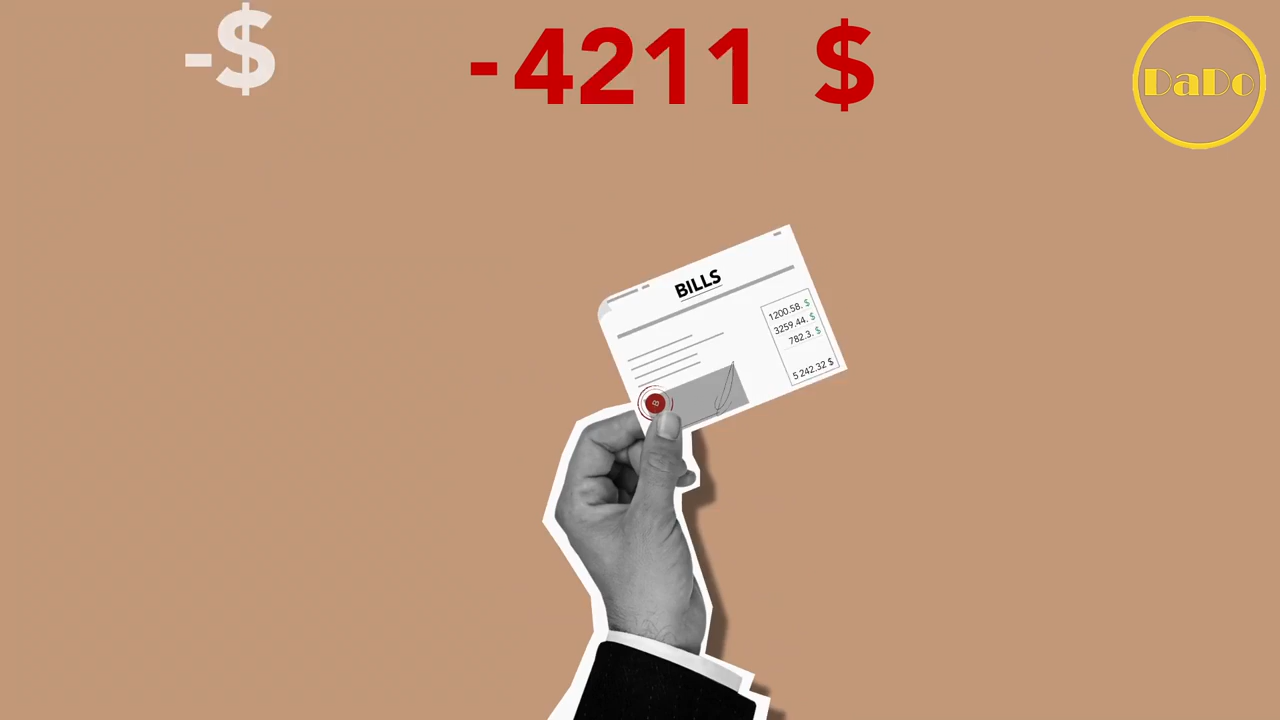 -$
-4211 $
DaDo
BILLS
1200.58. $
3259.44. $
782.3. $
5 242.32 $